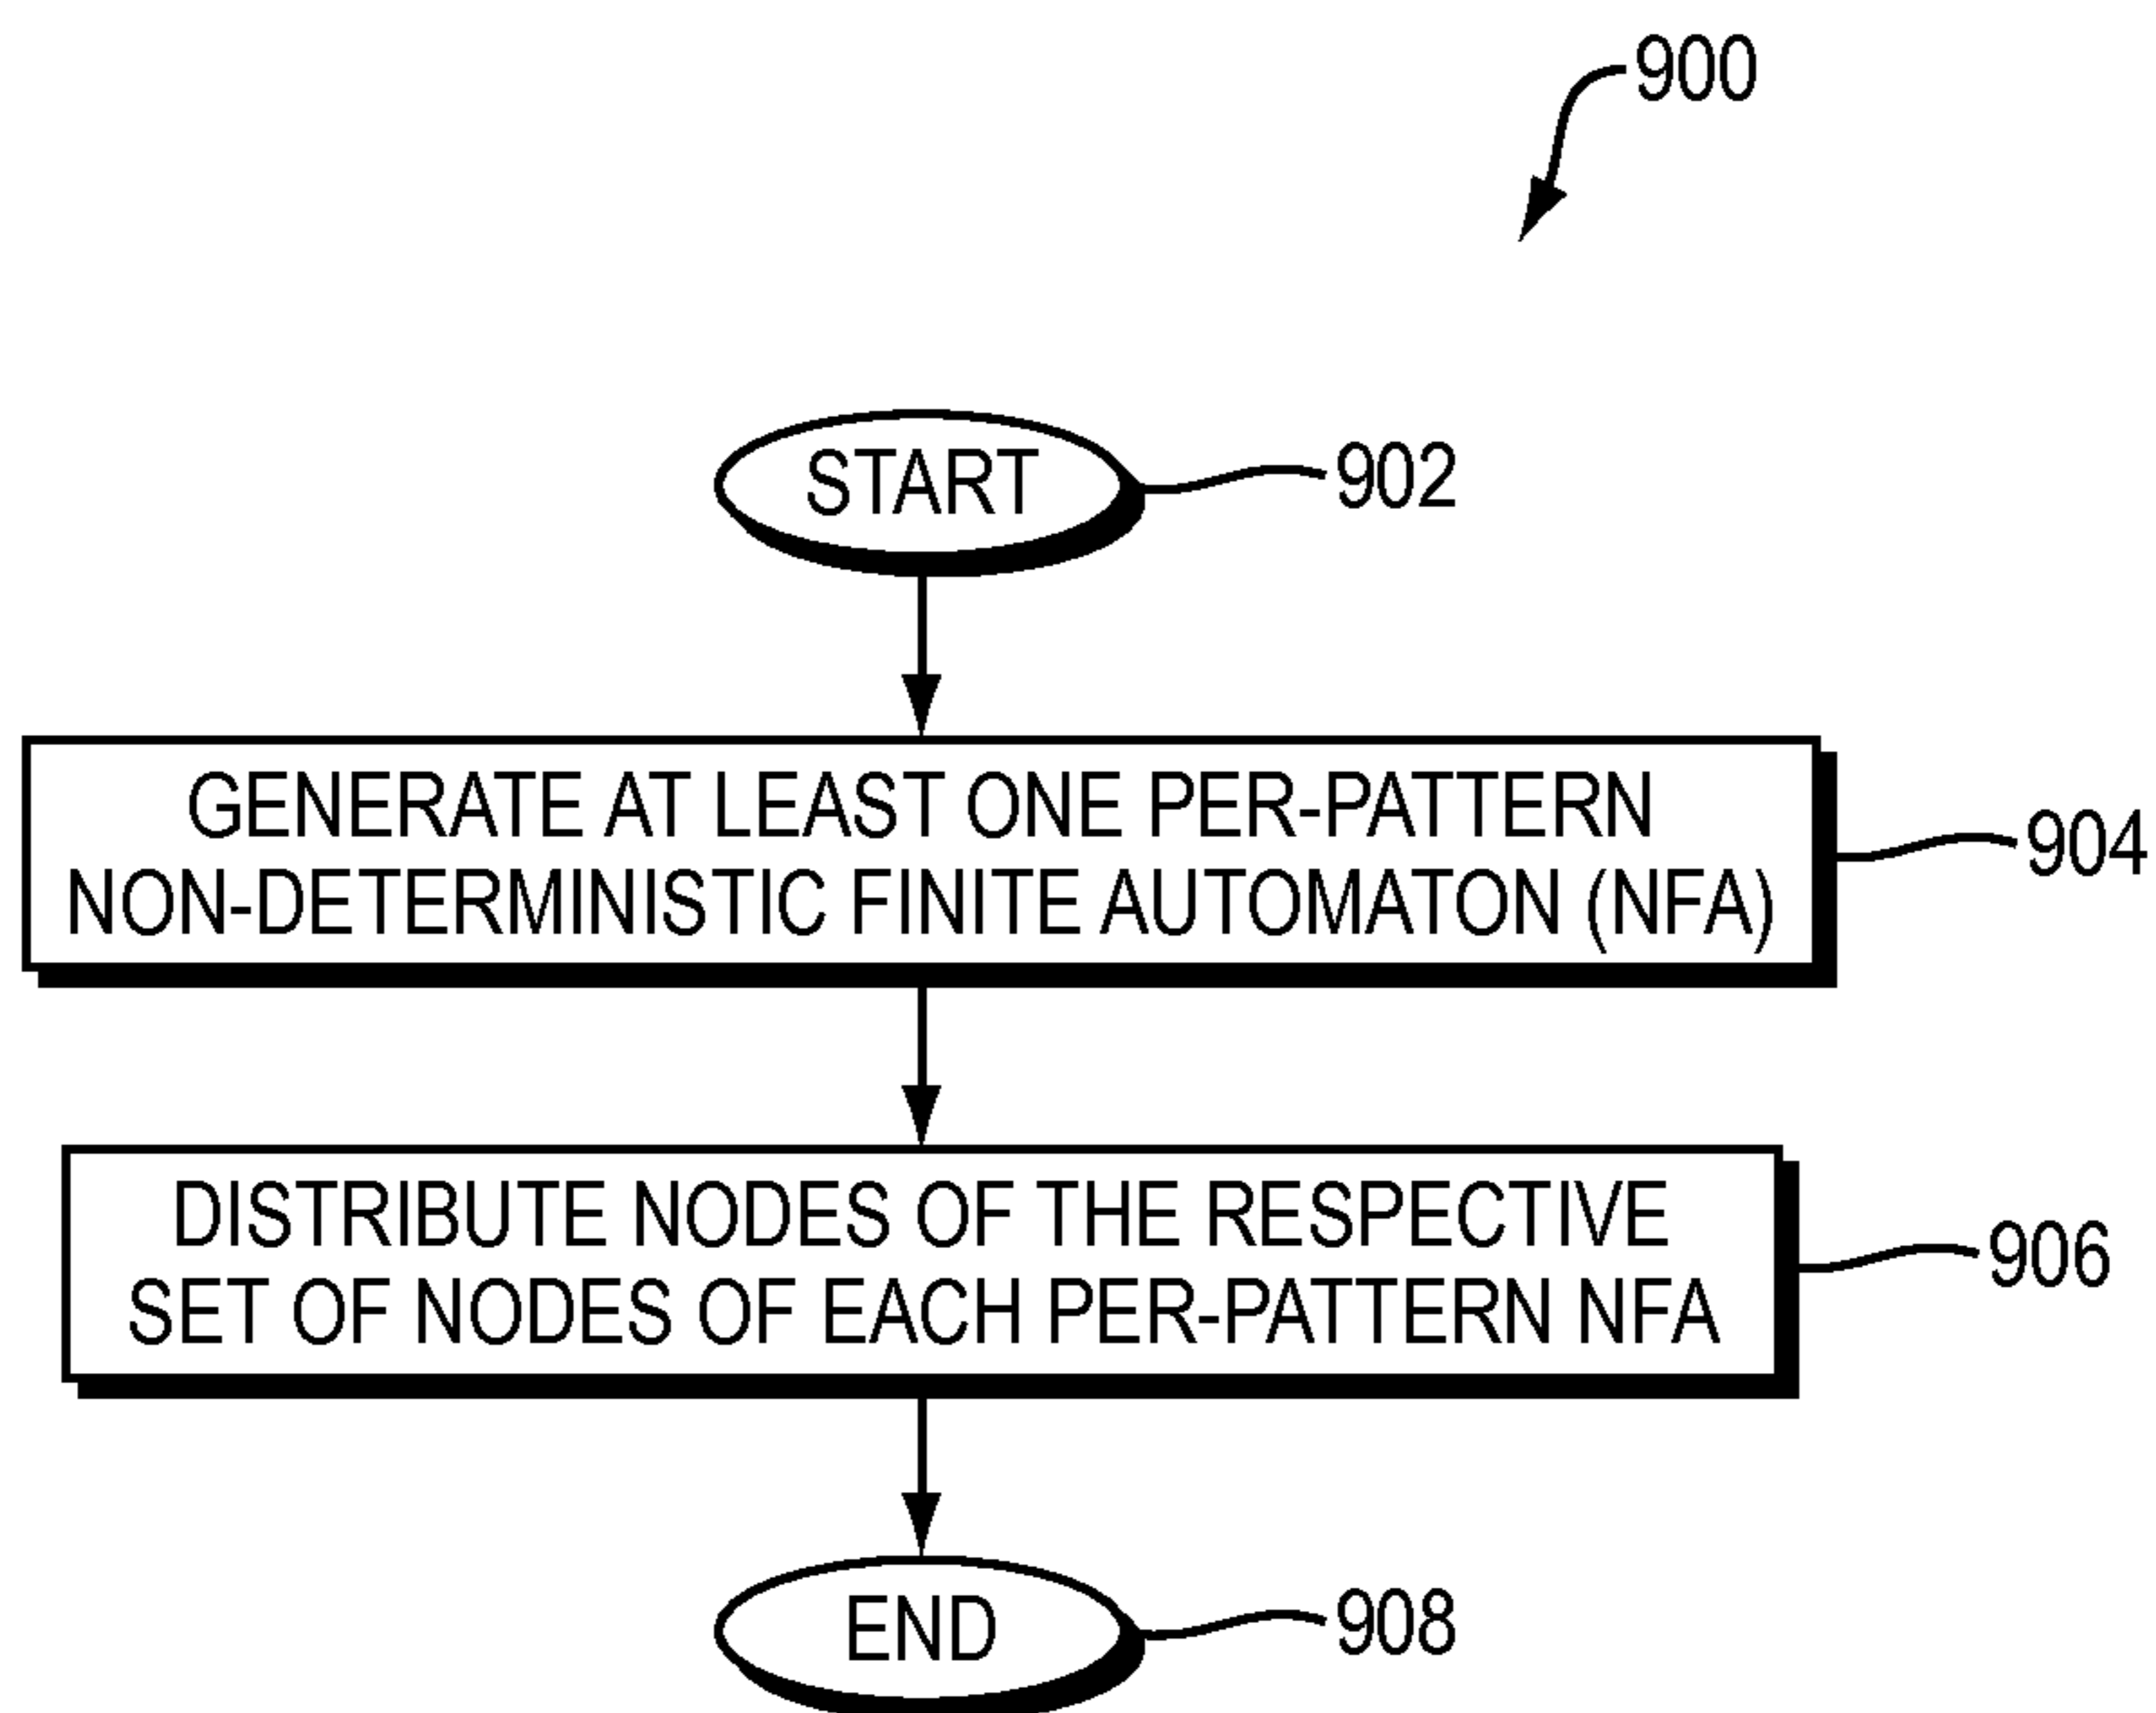 900
START
902
GENERATE AT LEAST ONE PER-PATTERN
NON-DETERMINISTIC FINITE AUTOMATON (NFA)
904
DISTRIBUTE NODES OF THE RESPECTIVE
SET OF NODES OF EACH PER-PATTERN NFA
906
END
908